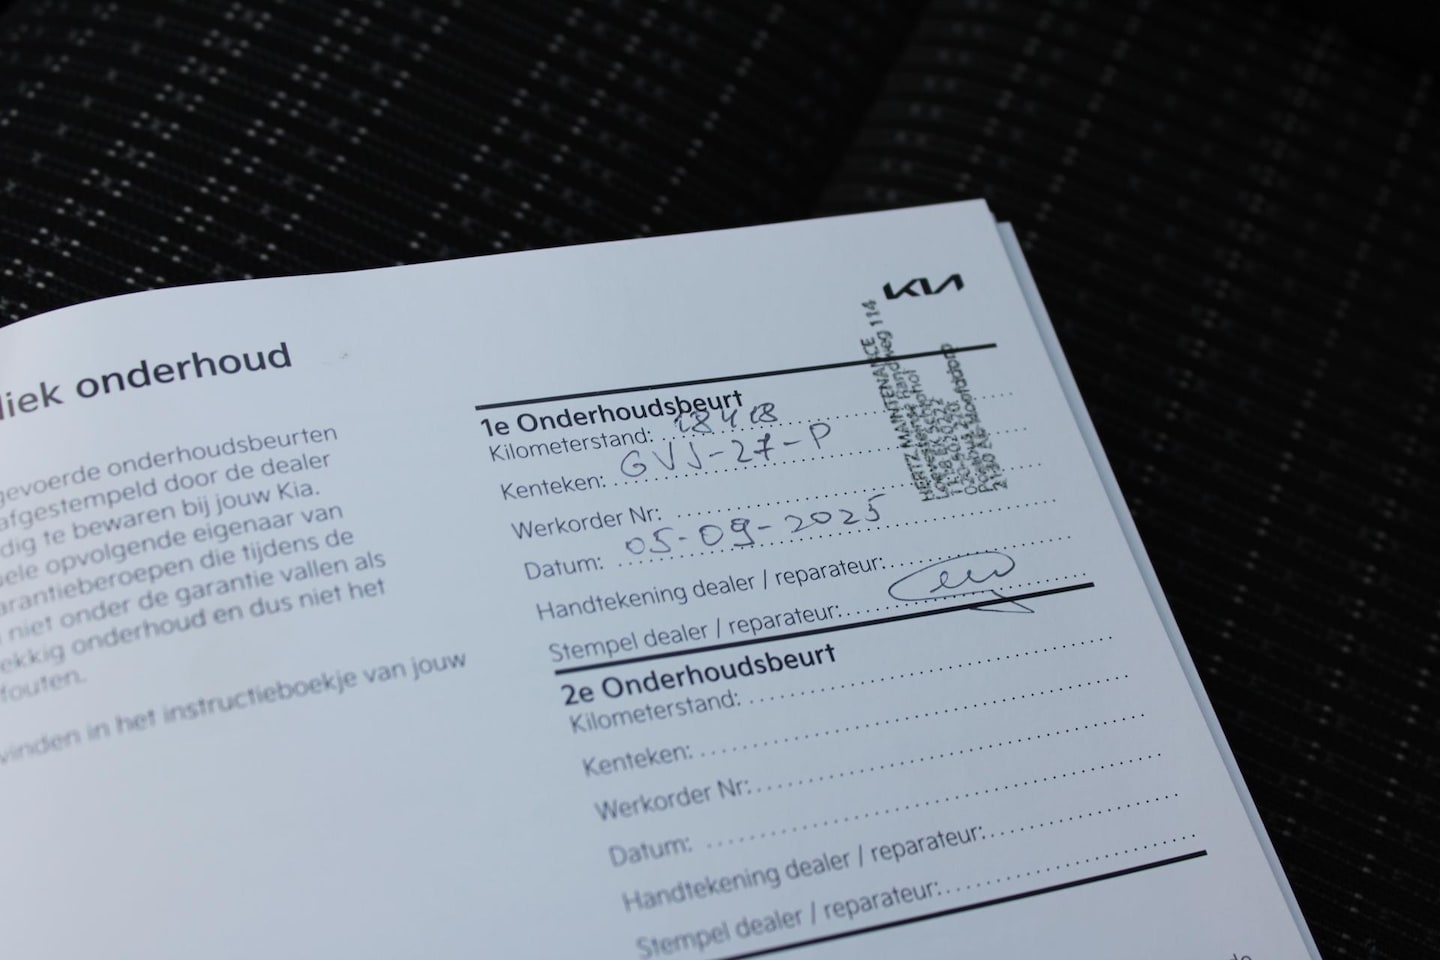 KIA
liek onderhoud
gevoerde onderhoudsbeurten
afgestempeld door de dealer
dig te bewaren bij jouw Kia.
ele opvolgende eigenaar van
arantieberoepen die tijdens de
niet onder de garantie vallen als
ekkig onderhoud en dus niet het
fouten.
vinden in het instructieboekje van jouw
1e Onderhoudsbeurt
Kilometerstand: 18418
Kenteken: GVJ-27-P
Werkorder Nr:
Datum: 05-09-2025
Handtekening dealer / reparateur:
Stempel dealer / reparateur:
HERTZ MAINTENANCE
2e Onderhoudsbeurt
Kilometerstand:
Kenteken:
Werkorder Nr:
Datum:
Handtekening dealer / reparateur:
Stempel dealer / reparateur: